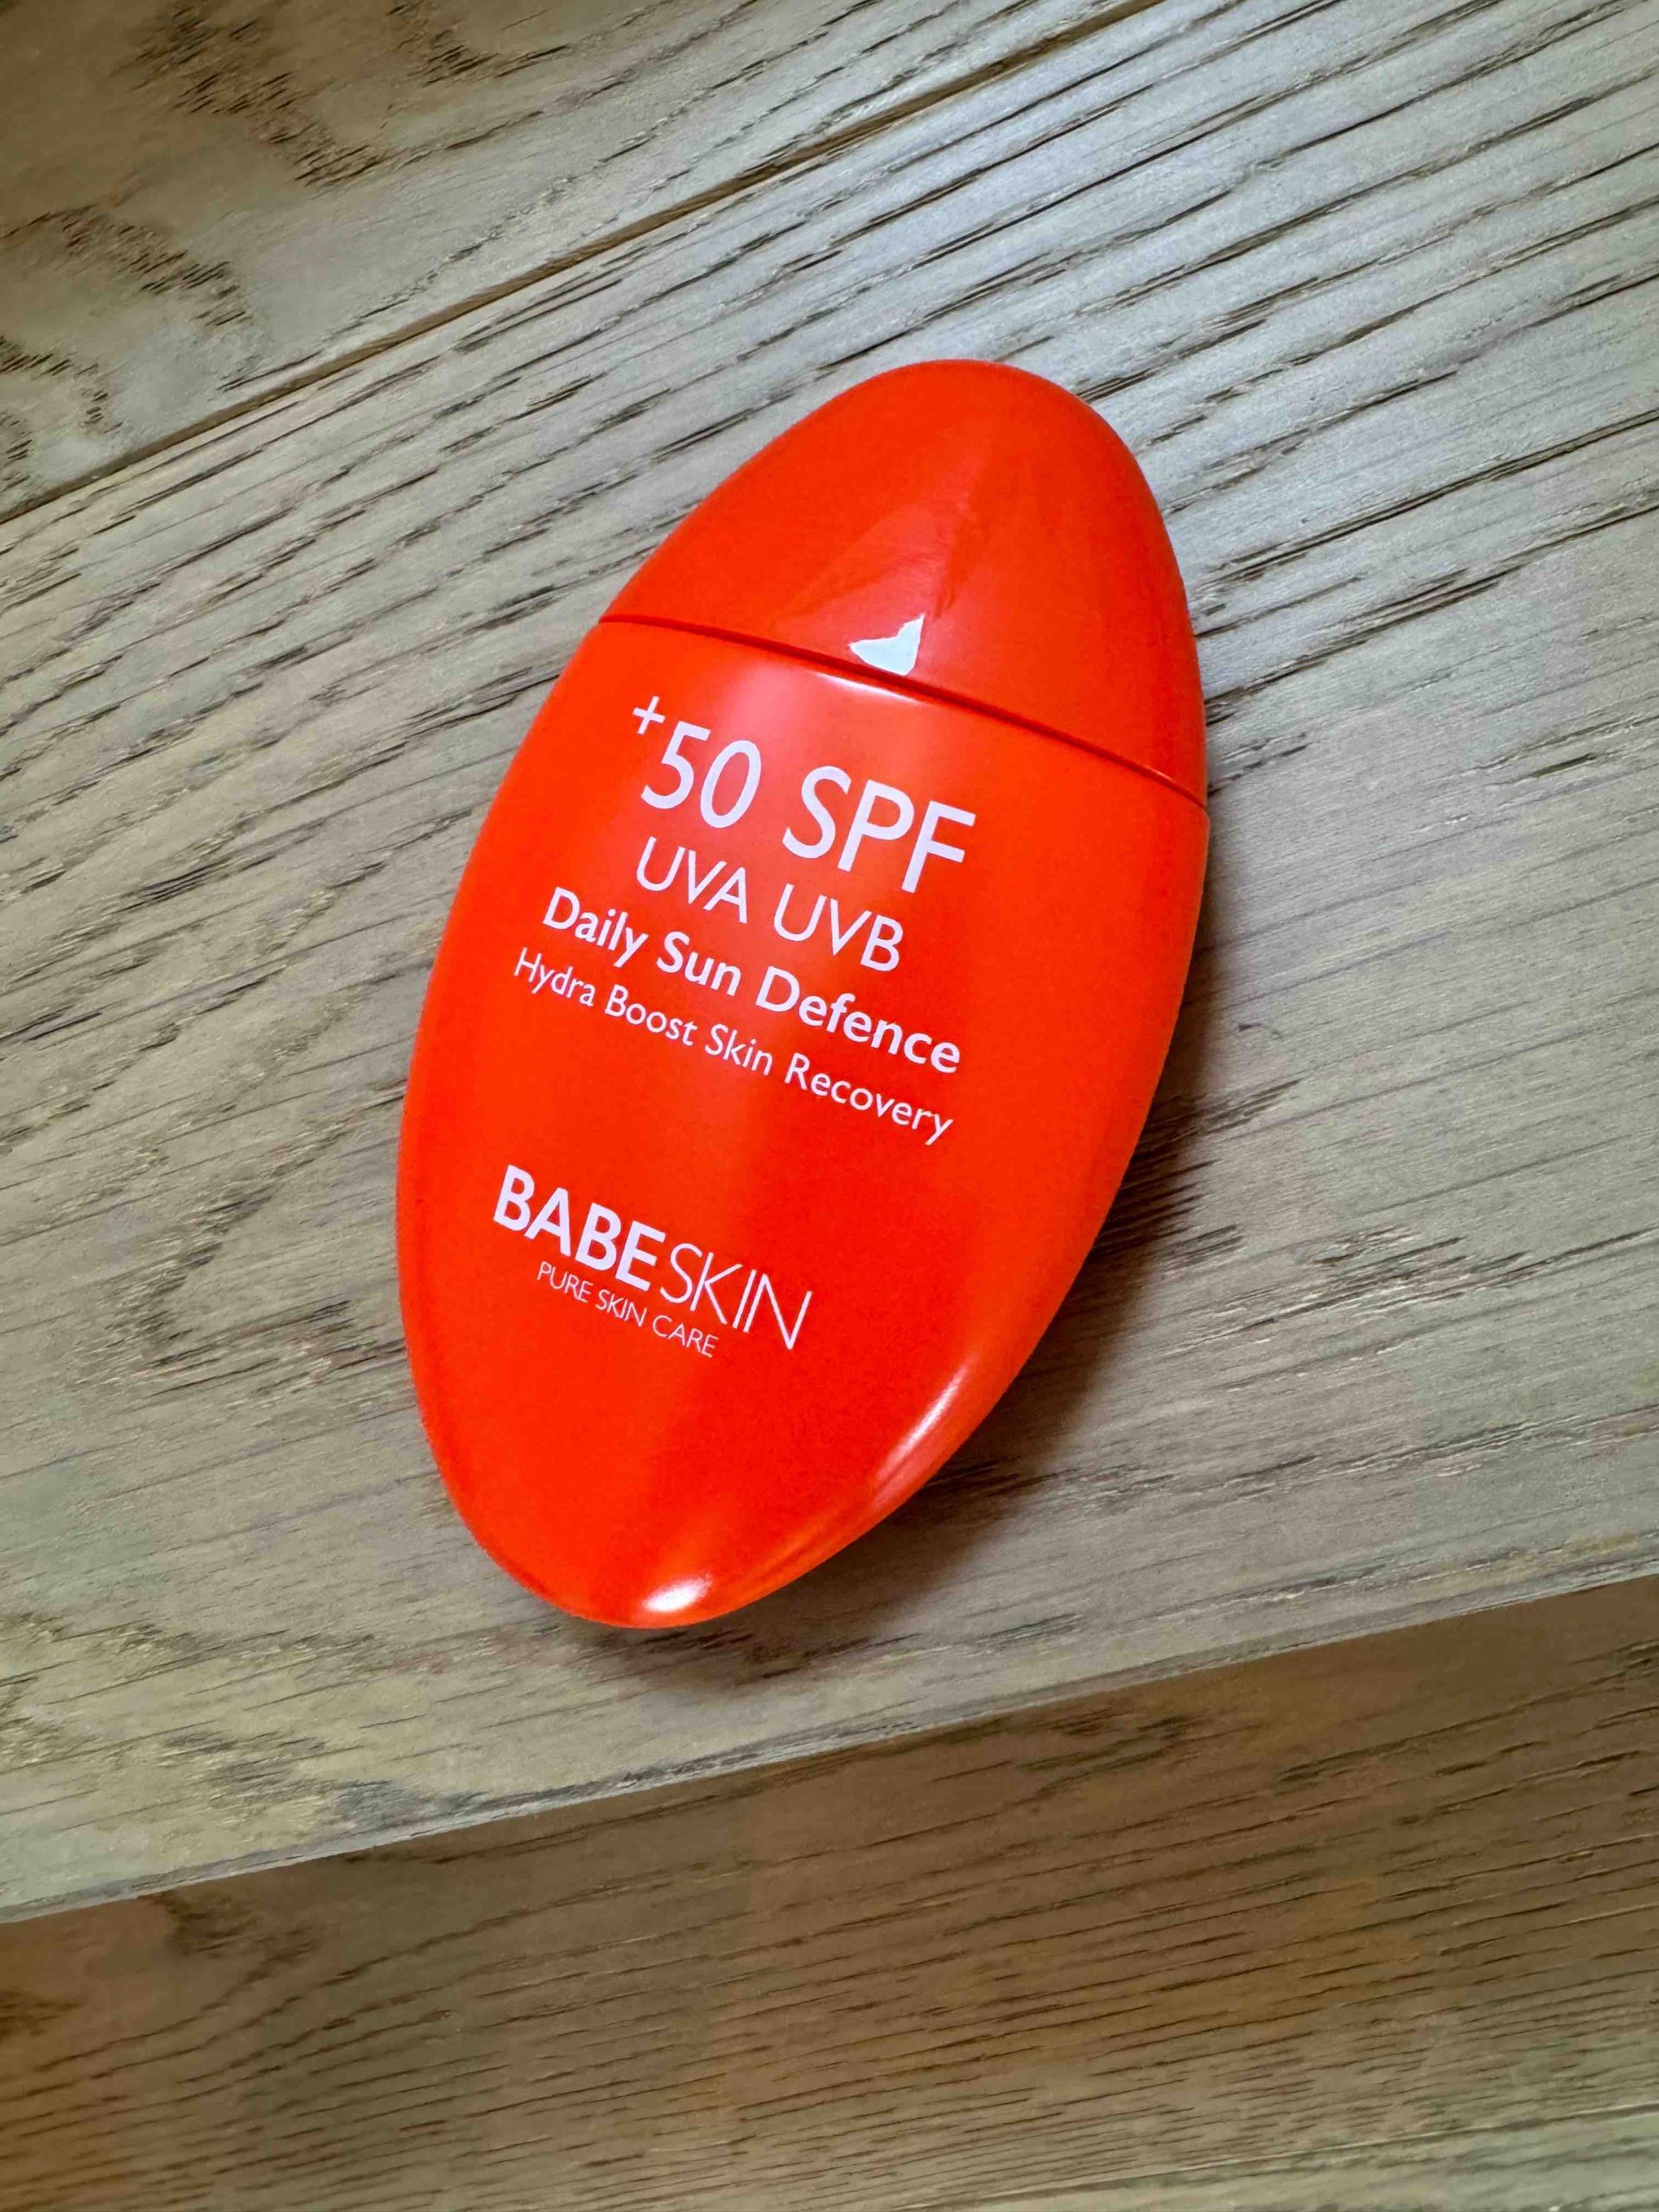 +50 SPF
UVA UVB
Daily Sun Defence
Hydra Boost Skin Recovery
BABESKIN
PURE SKIN CARE